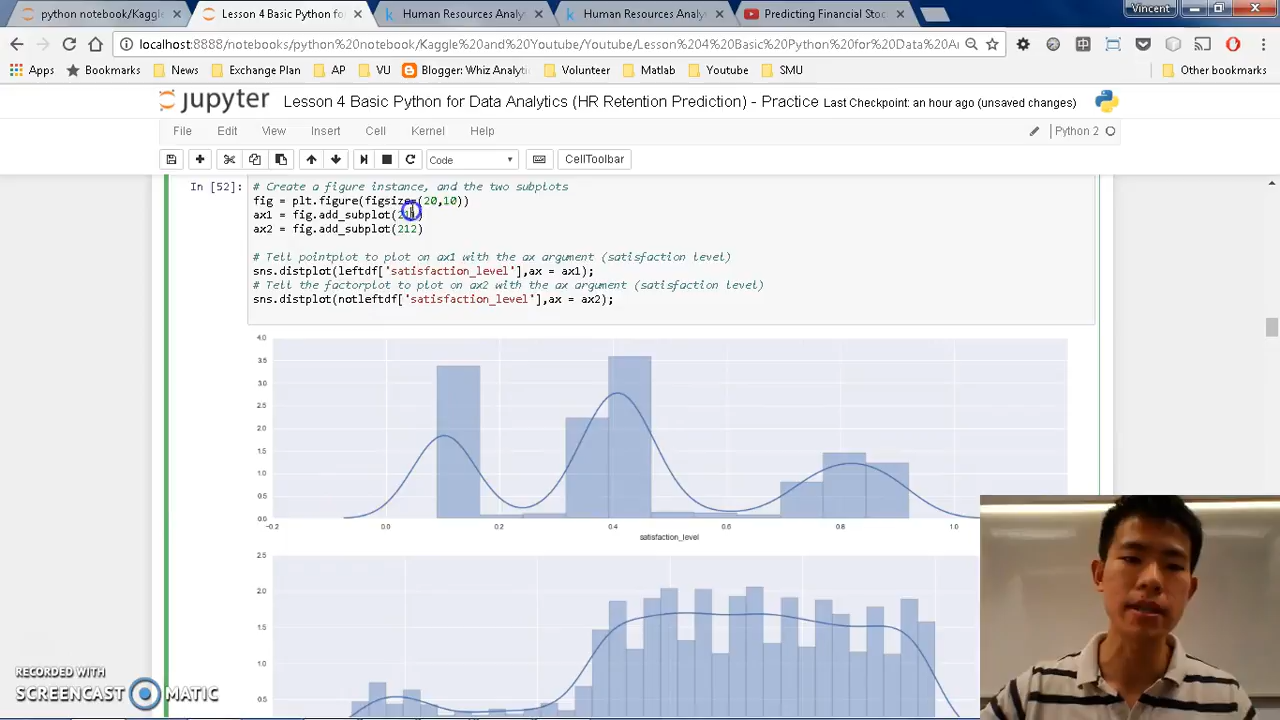 Vincent
python notebook/Kaggle
Lesson 4 Basic Python for
Human Resources Analy
Human Resources Analy
Predicting Financial St
localhost:8888/notebooks/python%20notebook/Kaggle%20and%20Youtube/Youtube/Lesson%204%20Basic%20Python%20for%20Data%20A
Apps
Bookmarks
News
Exchange Plan
AP
VU
Blogger: Whiz Analytic
Volunteer
Matlab
Youtube
SMU
Other bookmarks
jupyter Lesson 4 Basic Python for Data Analytics (HR Retention Prediction) - Practice
checkpoint: an hour ago (unsaved changes)
File Edit View Insert Cell Kernel Help
Python 2
Code
CellToolbar
In [52]:
# Create a figure instance, and the two subplots
fig = plt.figure(figsize=(20,10))
ax1 = fig.add_subplot(
ax2 = fig.add_subplot(212)
# Tell pointplot to plot on ax1 with the ax argument (satisfaction level)
sns.distplot(leftdf['satisfaction_level'],ax = ax1);
# Tell the factorplot to plot on ax2 with the ax argument (satisfaction level)
sns.distplot(notleftdf['satisfaction_level'],ax = ax2);
4.0
3.5
3.0
2.5
2.0
1.5
1.0
0.5
0.0
-0.2 0.0 0.2 0.4 0.6 0.8 1.0
satisfaction_level
2.5
2.0
1.5
1.0
0.5
RECORDED WITH
SCREENCAST MATIC